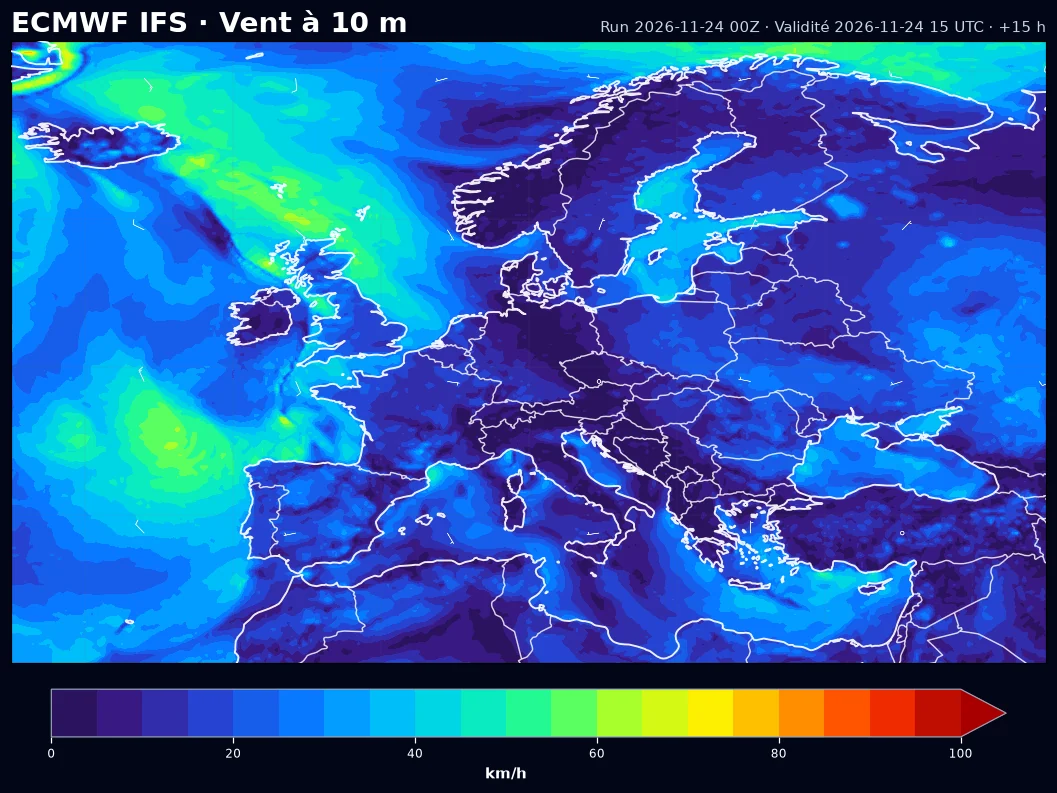 ECMWF IFS · Vent à 10 m
Run 2026-11-24 00Z · Validité 2026-11-24 15 UTC · +15 h
0 20 40 60 80 100
km/h